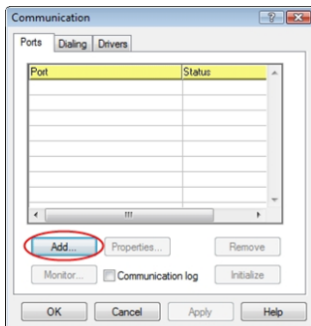 Communication
Ports Dialing Drivers
Port Status
Add... Properties... Remove
Monitor... Communication log Initialize
OK Cancel Apply Help